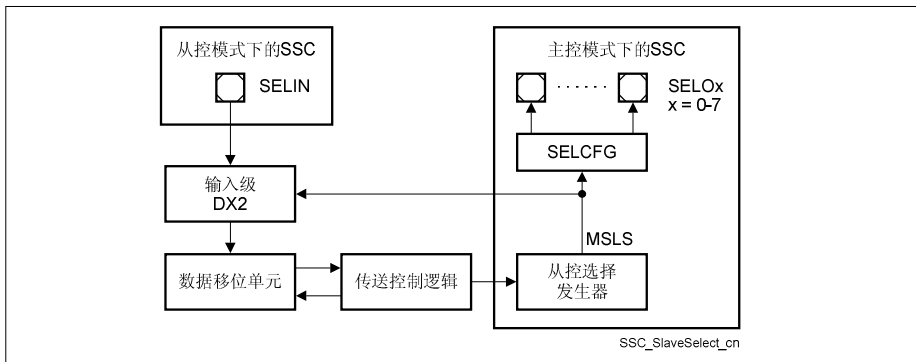 从控模式下的SSC
SELIN
主控模式下的SSC
SELOx
x = 0-7
SELCFG
输入级
DX2
MSLS
数据移位单元
传送控制逻辑
从控选择
发生器
SSC_SlaveSelect_cn